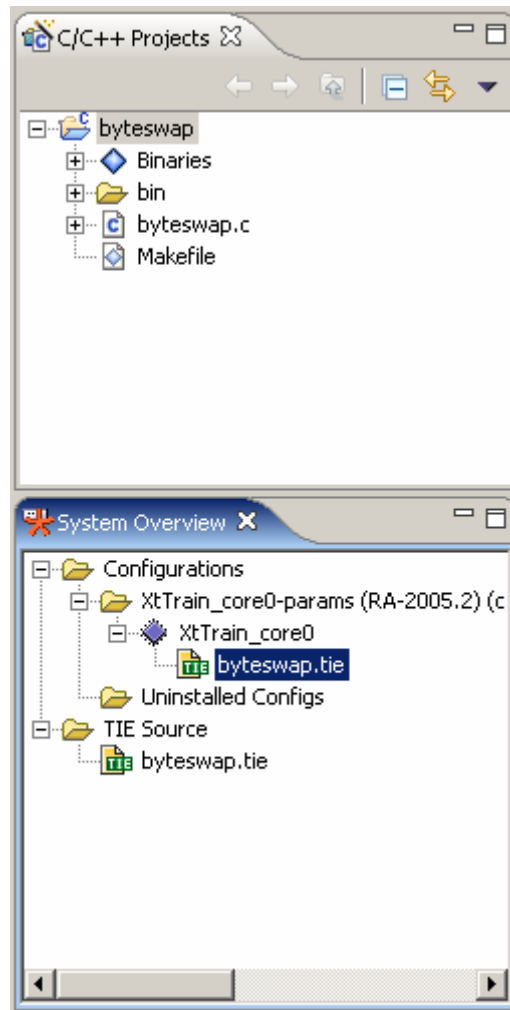 C/C++ Projects
byteswap
Binaries
bin
byteswap.c
Makefile
System Overview
Configurations
XtTrain_core0-params (RA-2005.2) (c
XtTrain_core0
byteswap.tie
Uninstalled Configs
TIE Source
byteswap.tie